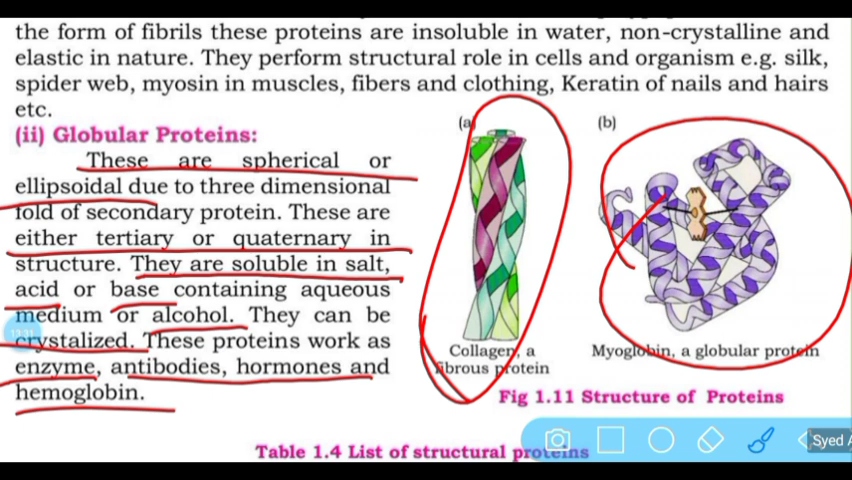 the form of fibrils these proteins are insoluble in water, non-crystalline and
elastic in nature. They perform structural role in cells and organism e.g. silk,
spider web, myosin in muscles, fibers and clothing, Keratin of nails and hairs
etc.
(ii) Globular Proteins:
These are spherical or
ellipsoidal due to three dimensional
fold of secondary protein. These are
either tertiary or quaternary in
structure. They are soluble in salt,
acid or base containing aqueous
medium or alcohol. They can be
crystalized. These proteins work as
enzyme, antibodies, hormones and
hemoglobin.
(a)
(b)
Collagen, a
fibrous protein
Myoglobin, a globular protein
Fig 1.11 Structure of Proteins
Table 1.4 List of structural proteins
13:31
Syed A